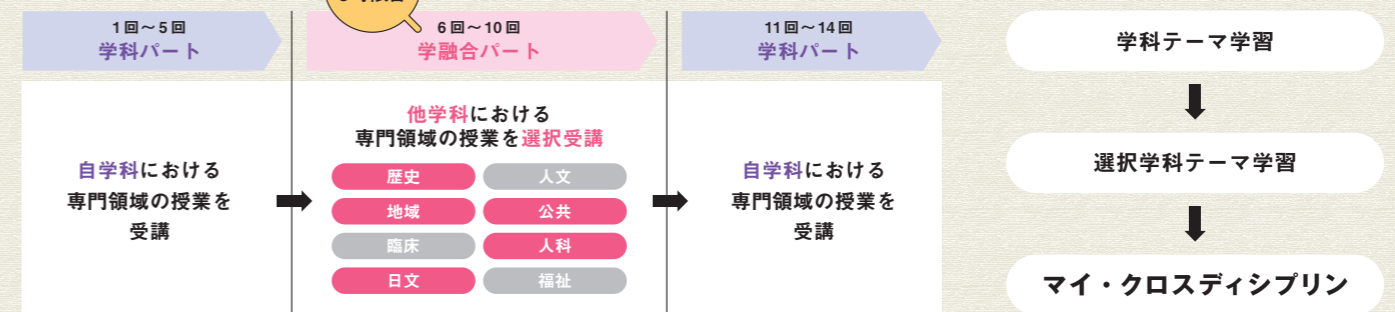 1回～5回
学科パート
6回～10回
学融合パート
11回～14回
学科パート
自学科における
専門領域の授業を
受講
他学科における
専門領域の授業を選択受講
歴史
人文
地域
公共
臨床
人科
日文
福祉
自学科における
専門領域の授業を
受講
学科テーマ学習
選択学科テーマ学習
マイ・クロスディシプリン